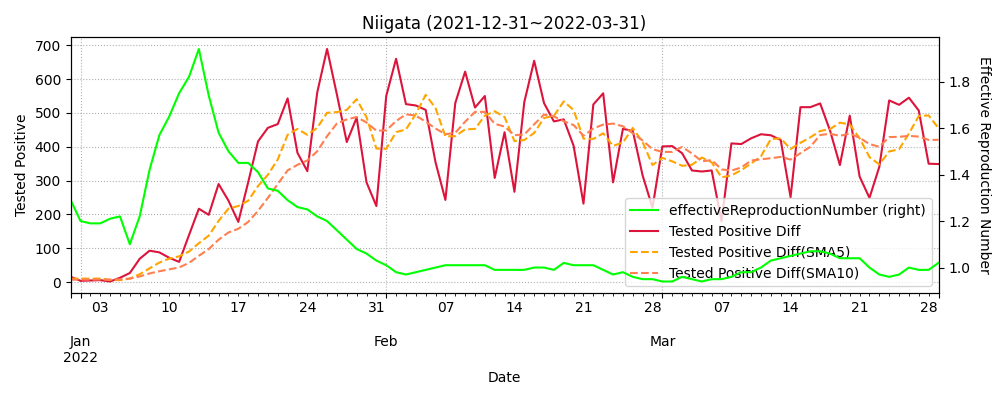 Niigata (2021-12-31~2022-03-31)
Tested Positive
700
600
500
400
300
200
100
0
1.8
1.6
1.4
1.2
1.0
Effective Reproduction Number
effectiveReproductionNumber (right)
Tested Positive Diff
Tested Positive Diff(SMA5)
Tested Positive Diff(SMA10)
03 10 17 24 31 07 14 21 28 07 14 21 28
Jan Feb Mar
2022
Date